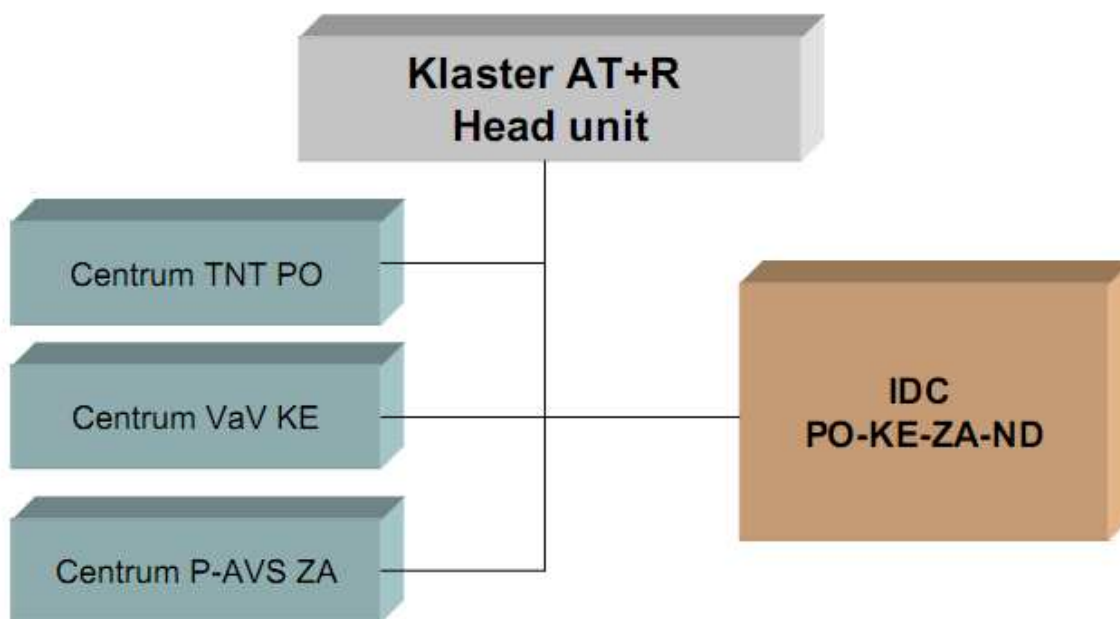 Klaster AT+R
Head unit
Centrum TNT PO
Centrum VaV KE
IDC
PO-KE-ZA-ND
Centrum P-AVS ZA